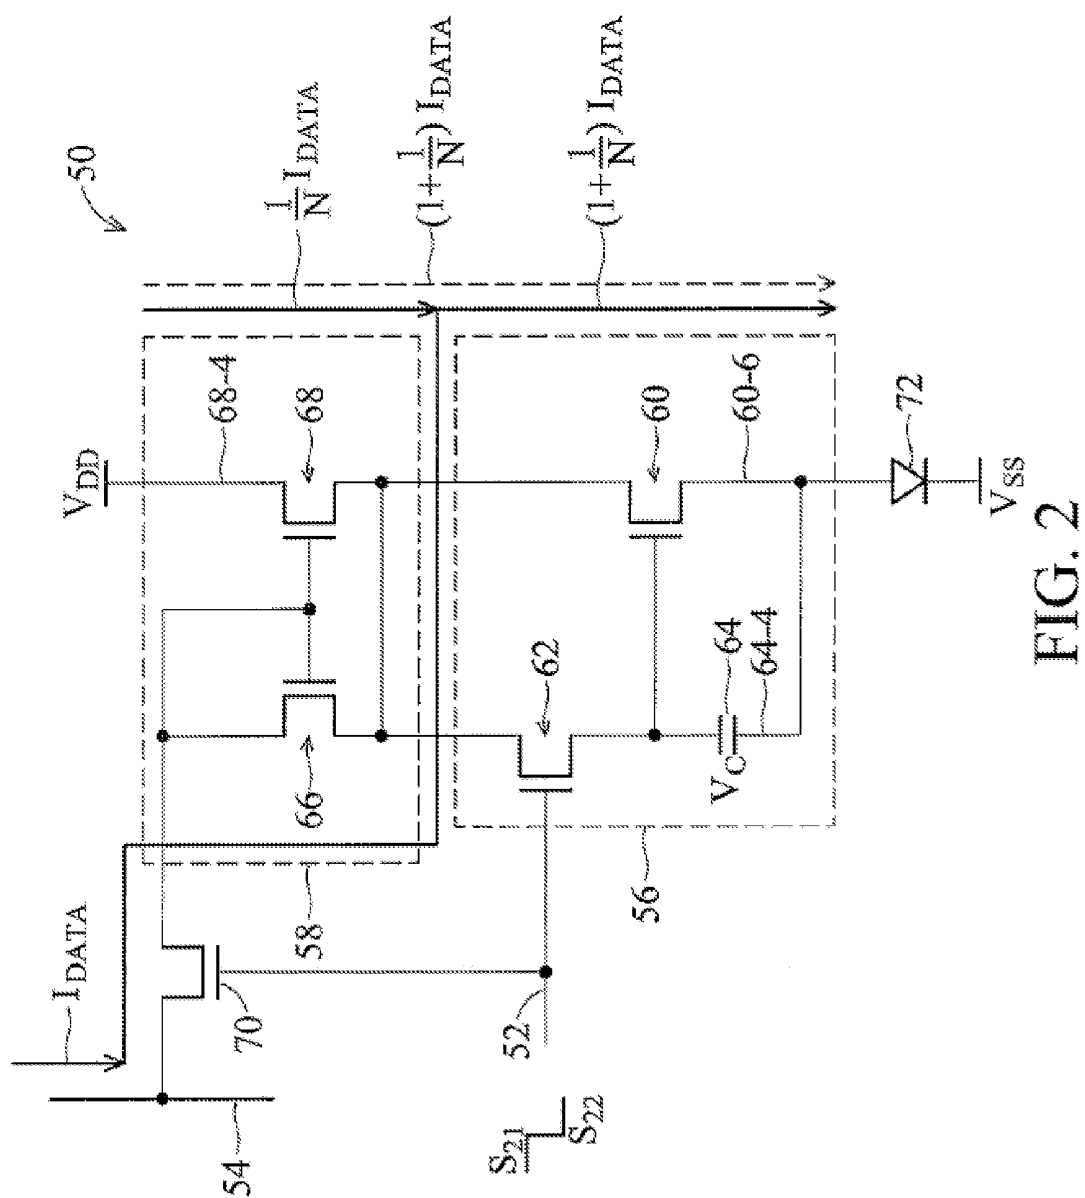 50
I_DATA
1/N I_DATA
(1+1/N) I_DATA
(1+1/N) I_DATA
V_DD
68-4
68
66
58
70
54
52
60
60-6
62
64
64-4
V_C
56
72
V_SS
S_21
S_22
FIG. 2